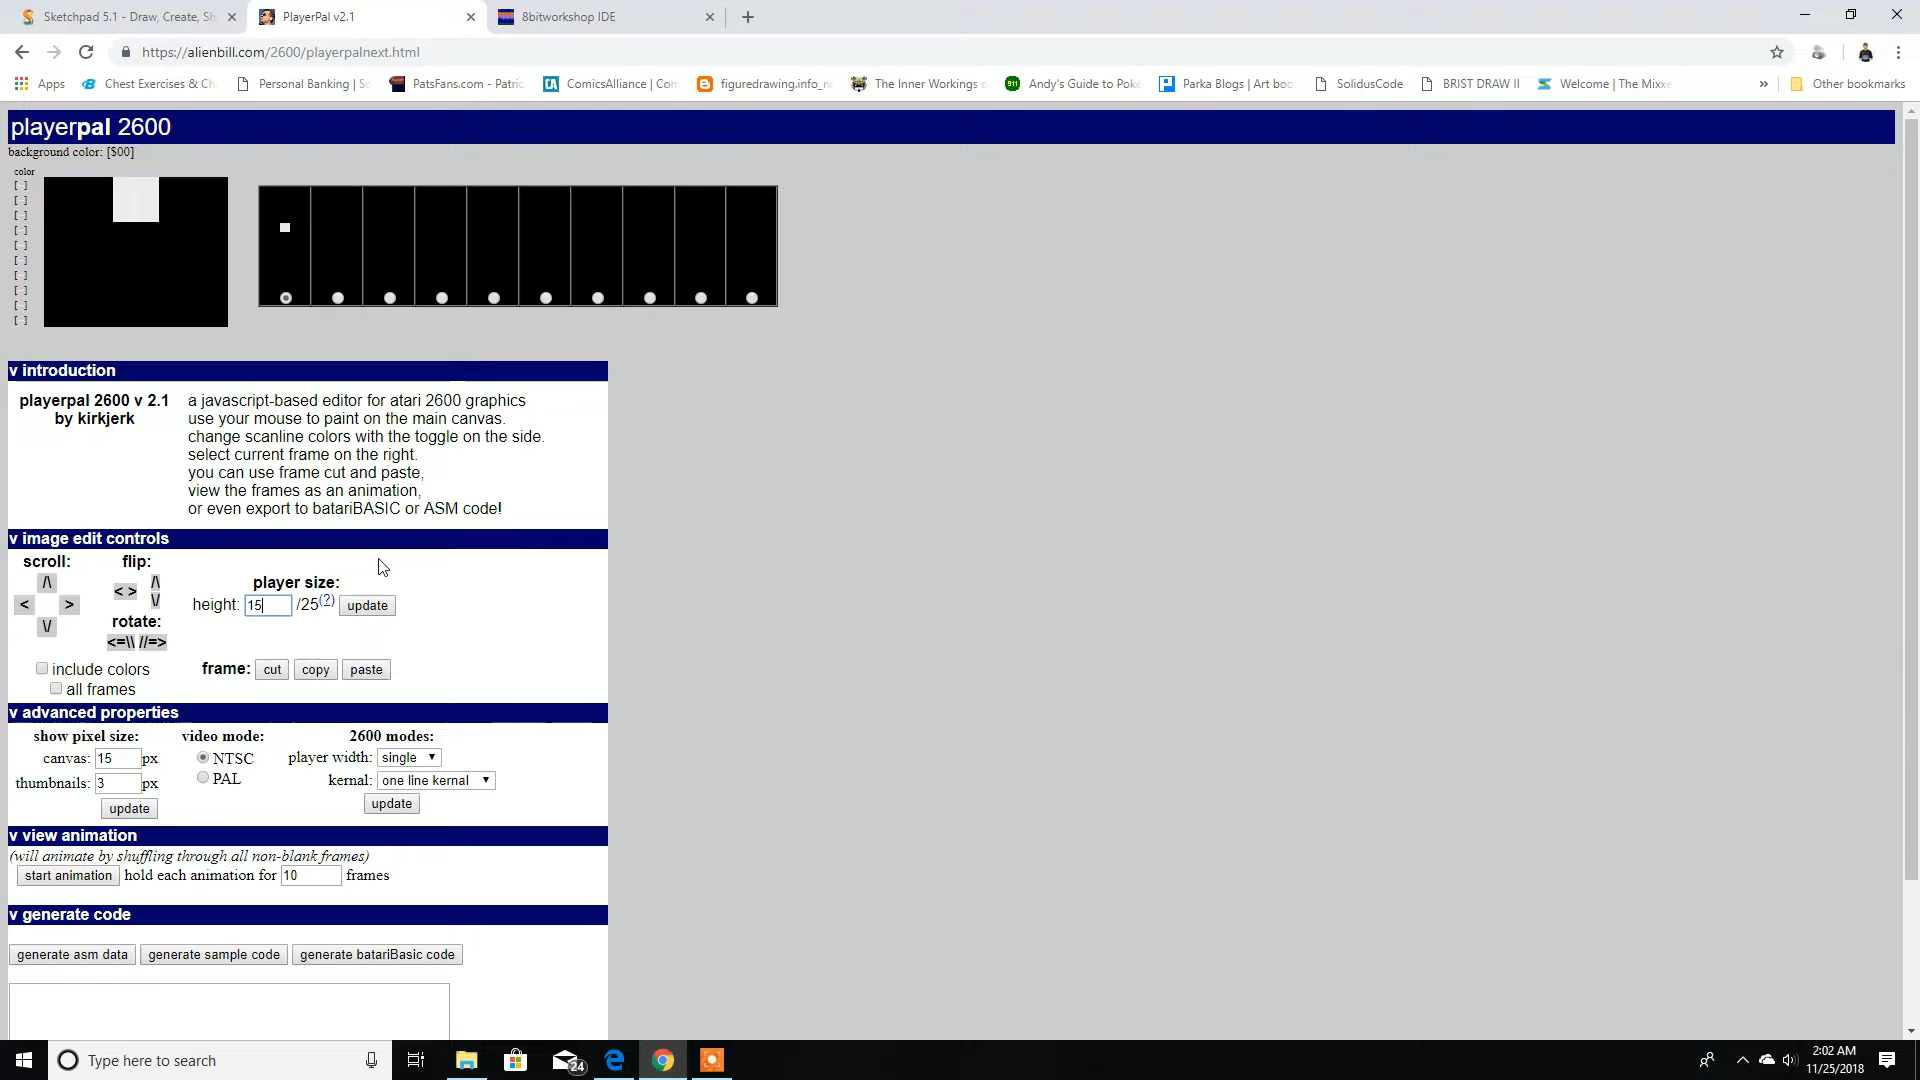 Sketchpad 5.1 - Draw, Create, Sh
PlayerPal v2.1
8bitworkshop IDE
https://alienbill.com/2600/playerpalnext.html
Apps
Chest Exercises & Ch
Personal Banking | So
PatsFans.com - Patric
CA
ComicsAlliance | Com
figuredrawing.info_ne
The Inner Workings o
911
Andy's Guide to Poké
Parka Blogs | Art boo
SolidusCode
BRIST DRAW II
Welcome | The Mixxe
»
Other bookmarks
playerpal 2600
background color: [$00]
color
[ ]
[ ]
[ ]
[ ]
[ ]
[ ]
[ ]
[ ]
[ ]
[ ]
v introduction
playerpal 2600 v 2.1
by kirkjerk
a javascript-based editor for atari 2600 graphics
use your mouse to paint on the main canvas.
change scanline colors with the toggle on the side.
select current frame on the right.
you can use frame cut and paste,
view the frames as an animation,
or even export to batariBASIC or ASM code!
v image edit controls
scroll: flip:
/\ /\
< > \/
player size:
< >
height: 15 /25(?) update
\/
rotate:
<=\\ //=>
include colors
frame: cut copy paste
all frames
v advanced properties
show pixel size: video mode: 2600 modes:
canvas: 15 px NTSC player width: single
thumbnails: 3 px PAL kernal: one line kernal
update update
v view animation
(will animate by shuffling through all non-blank frames)
start animation hold each animation for 10 frames
v generate code
generate asm data generate sample code generate batariBasic code
Type here to search
24
2:02 AM
11/25/2018